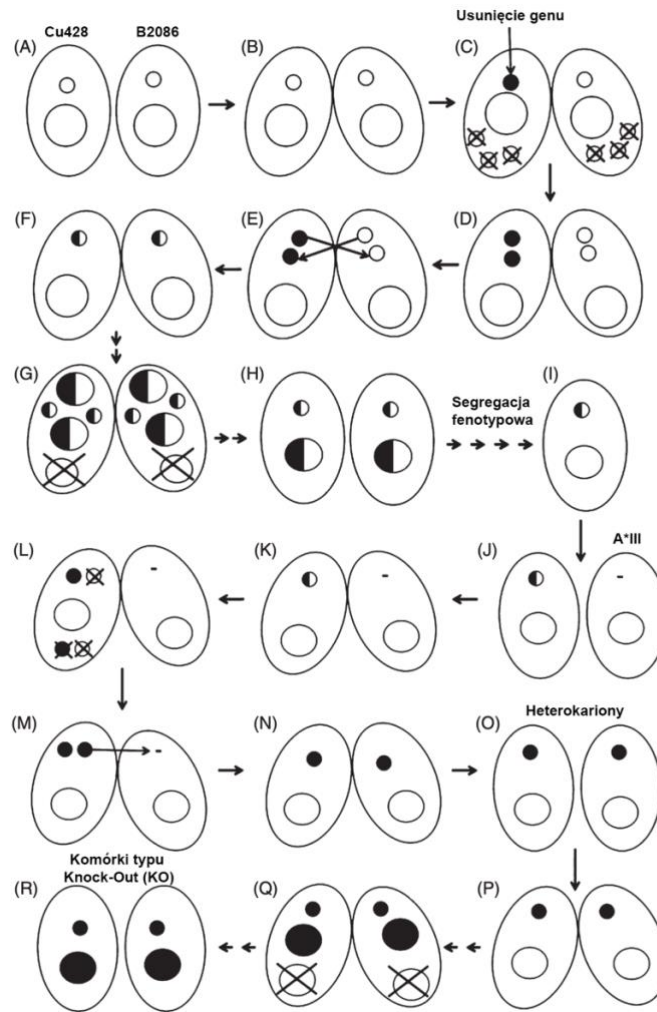 Usunięcie genu
(A) Cu428 B2086
(B)
(C)
(F)
(E)
(D)
(G)
(H)
Segregacja
fenotypowa
(I)
(L)
(K)
(J)
A*III
(M)
(N)
Heterokariony
(O)
Komórki typu
Knock-Out (KO)
(R)
(Q)
(P)